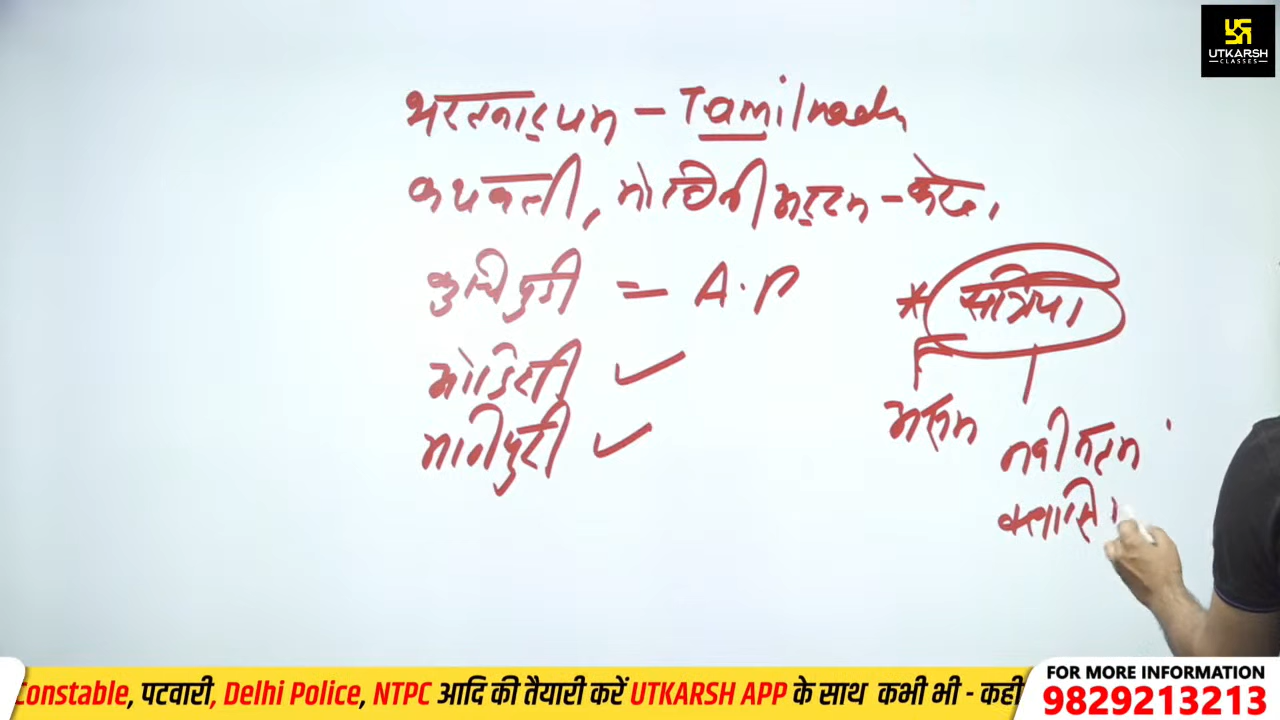 UTKARSH
CLASSES
भरतनाट्यम - Tamilnadu
कथकली, मोहिनीअट्टम - केरल
कुचिपुड़ी = A.P
* सत्रिया
ओडिसी ✓
असम
मणिपुरी ✓
नवीनतम
क्लासि
Constable, पटवारी, Delhi Police, NTPC आदि की तैयारी करें UTKARSH APP के साथ कभी भी - कही
FOR MORE INFORMATION
9829213213